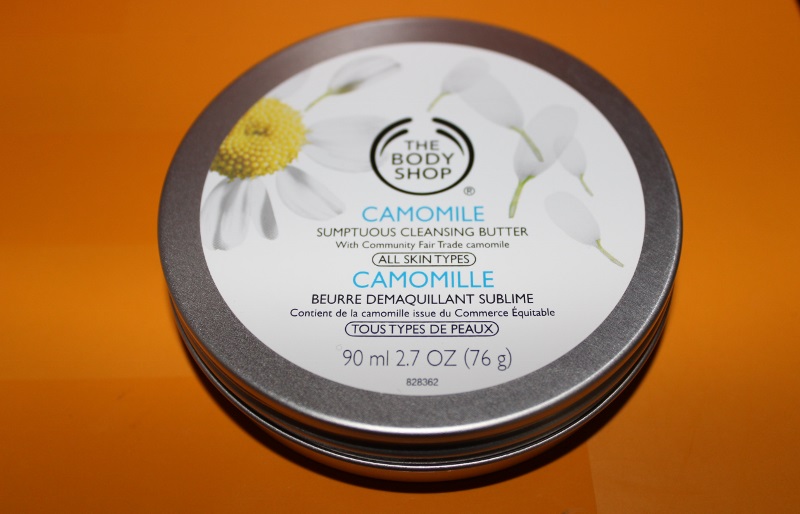 THE
BODY
SHOP
®
CAMOMILE
SUMPTUOUS CLEANSING BUTTER
With Community Fair Trade camomile
ALL SKIN TYPES
CAMOMILLE
BEURRE DEMAQUILLANT SUBLIME
Contient de la camomille issue du Commerce Équitable
TOUS TYPES DE PEAUX
90 ml 2.7 OZ (76 g)
828362